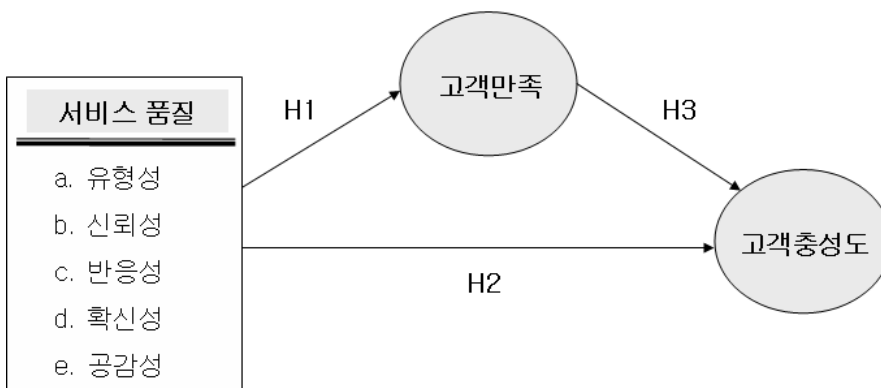 고객만족
서비스 품질
H1
H3
a. 유형성
b. 신뢰성
c. 반응성
d. 확신성
e. 공감성
고객충성도
H2